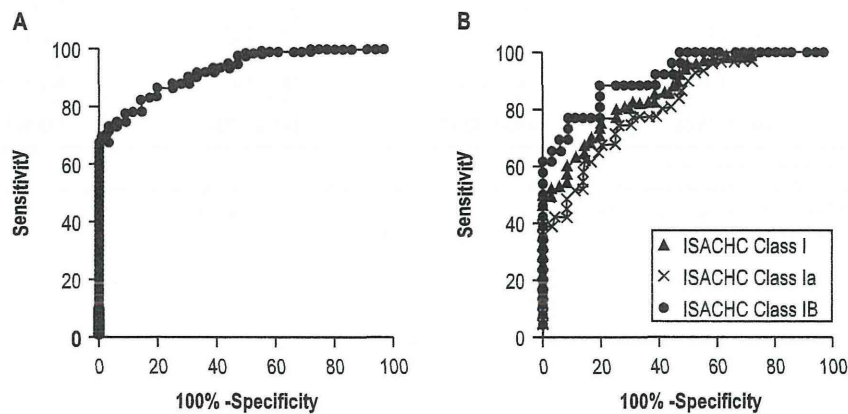 A
B
100
80
60
40
20
0
Sensitivity
0 20 40 60 80 100
100% -Specificity
100
80
60
40
20
0
Sensitivity
ISACHC Class I
ISACHC Class Ia
ISACHC Class IB
0 20 40 60 80 100
100% -Specificity